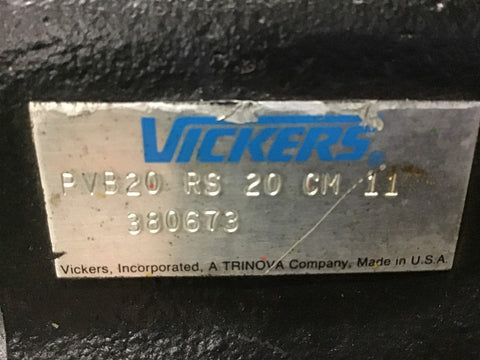 VICKERS®
PVB20 RS 20 CM 11
380673
Vickers, Incorporated, A TRINOVA Company, Made in U.S.A.